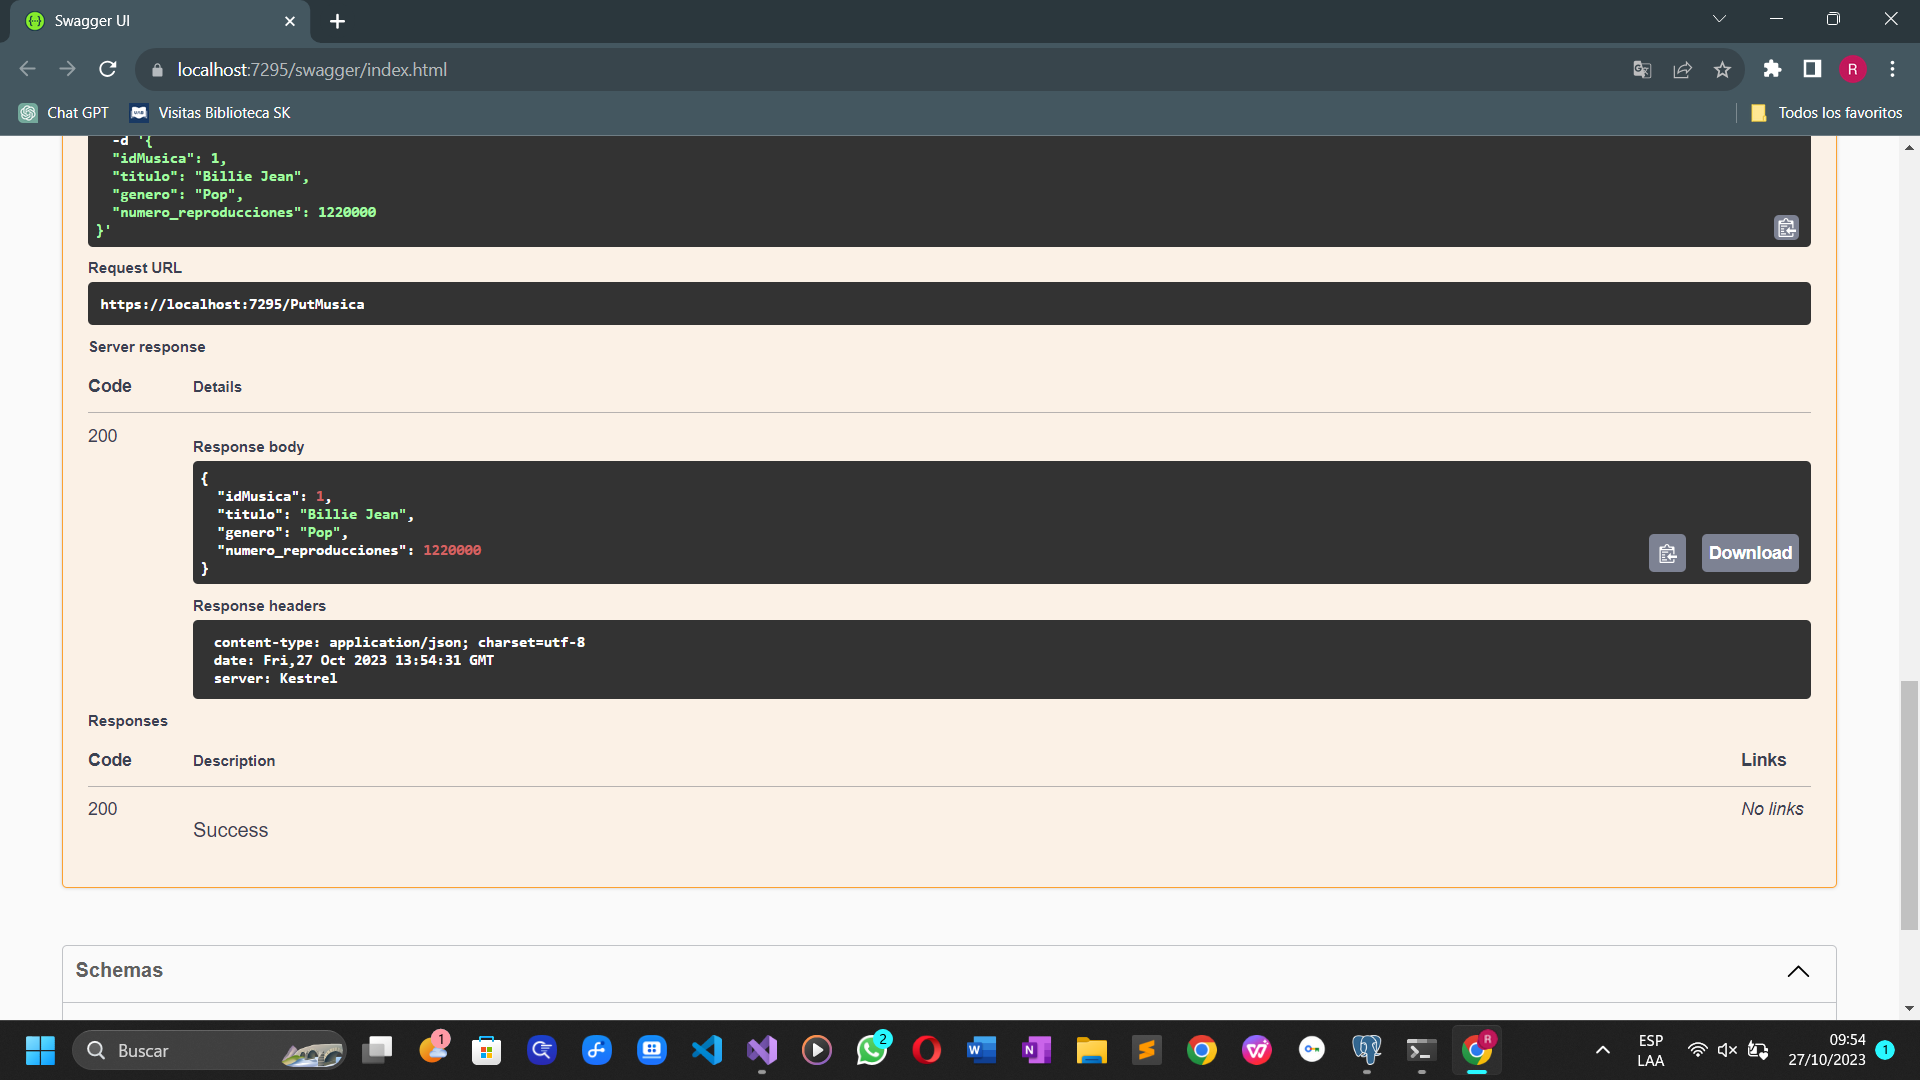 Swagger UI
localhost:7295/swagger/index.html
R
Chat GPT
Visitas Biblioteca SK
Todos los favoritos
-d '{
"idMusica": 1,
"titulo": "Billie Jean",
"genero": "Pop",
"numero_reproducciones": 1220000
}'
Request URL
https://localhost:7295/PutMusica
Server response
Code Details
200
Response body
{
"idMusica": 1,
"titulo": "Billie Jean",
"genero": "Pop",
"numero_reproducciones": 1220000
}
Download
Response headers
content-type: application/json; charset=utf-8
date: Fri,27 Oct 2023 13:54:31 GMT
server: Kestrel
Responses
Code Description Links
200 No links
Success
Schemas
Buscar
1
2
R
ESP
LAA
09:54
27/10/2023
1